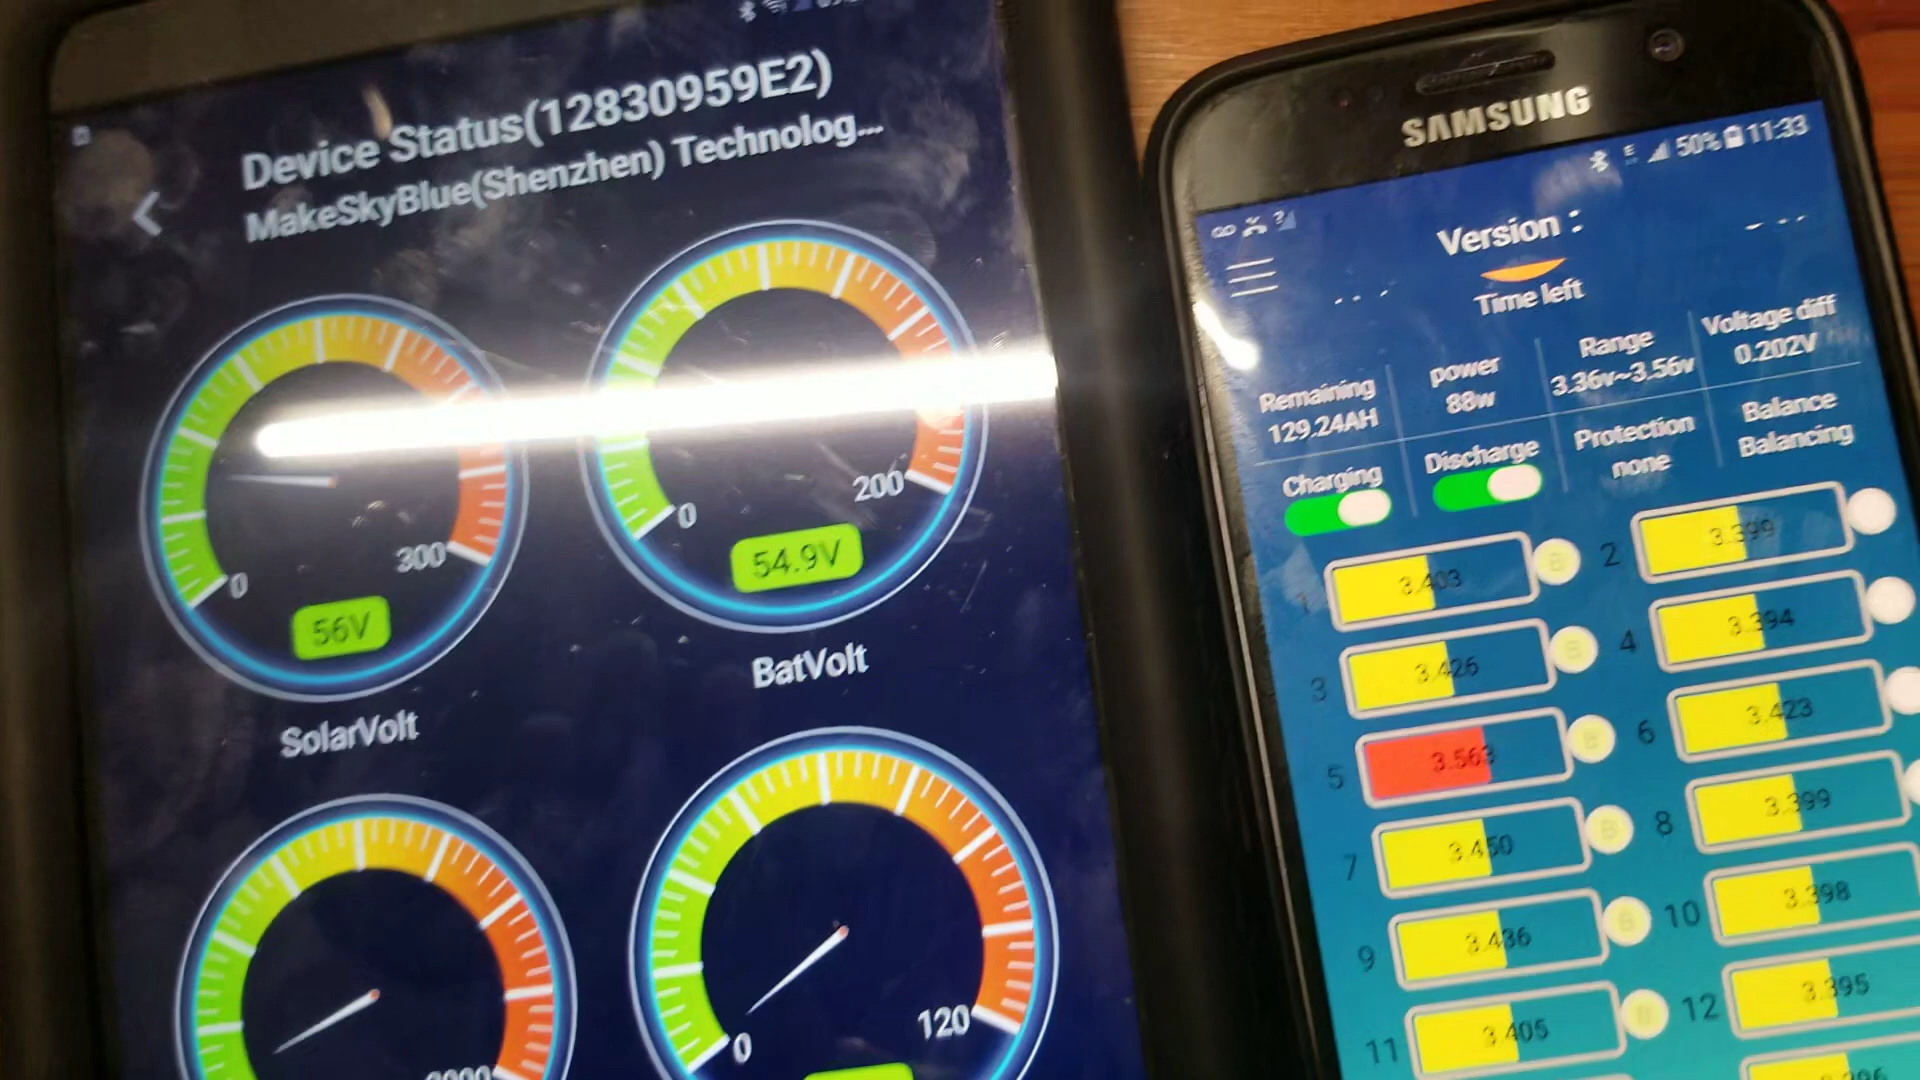 Device Status(12830959E2)
MakeSkyBlue(Shenzhen) Technolog...
0
300
56V
SolarVolt
0
200
54.9V
BatVolt
0
120
SAMSUNG
50% 11:33
Version :
Time left
Remaining
129.24AH
power
88w
Range
3.36v~3.56v
Voltage diff
0.202V
Charging
Discharge
Protection
none
Balance
Balancing
1 3.403 B
2 3.399
3 3.425 B
4 3.394
5 3.563 B
6 3.423
7 3.450 B
8 3.399
9 3.436 B
10 3.398
11 3.405 B
12 3.395